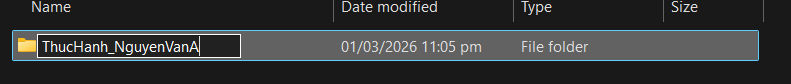 Name Date modified Type Size
ThucHanh_NguyenVanA 01/03/2026 11:05 pm File folder